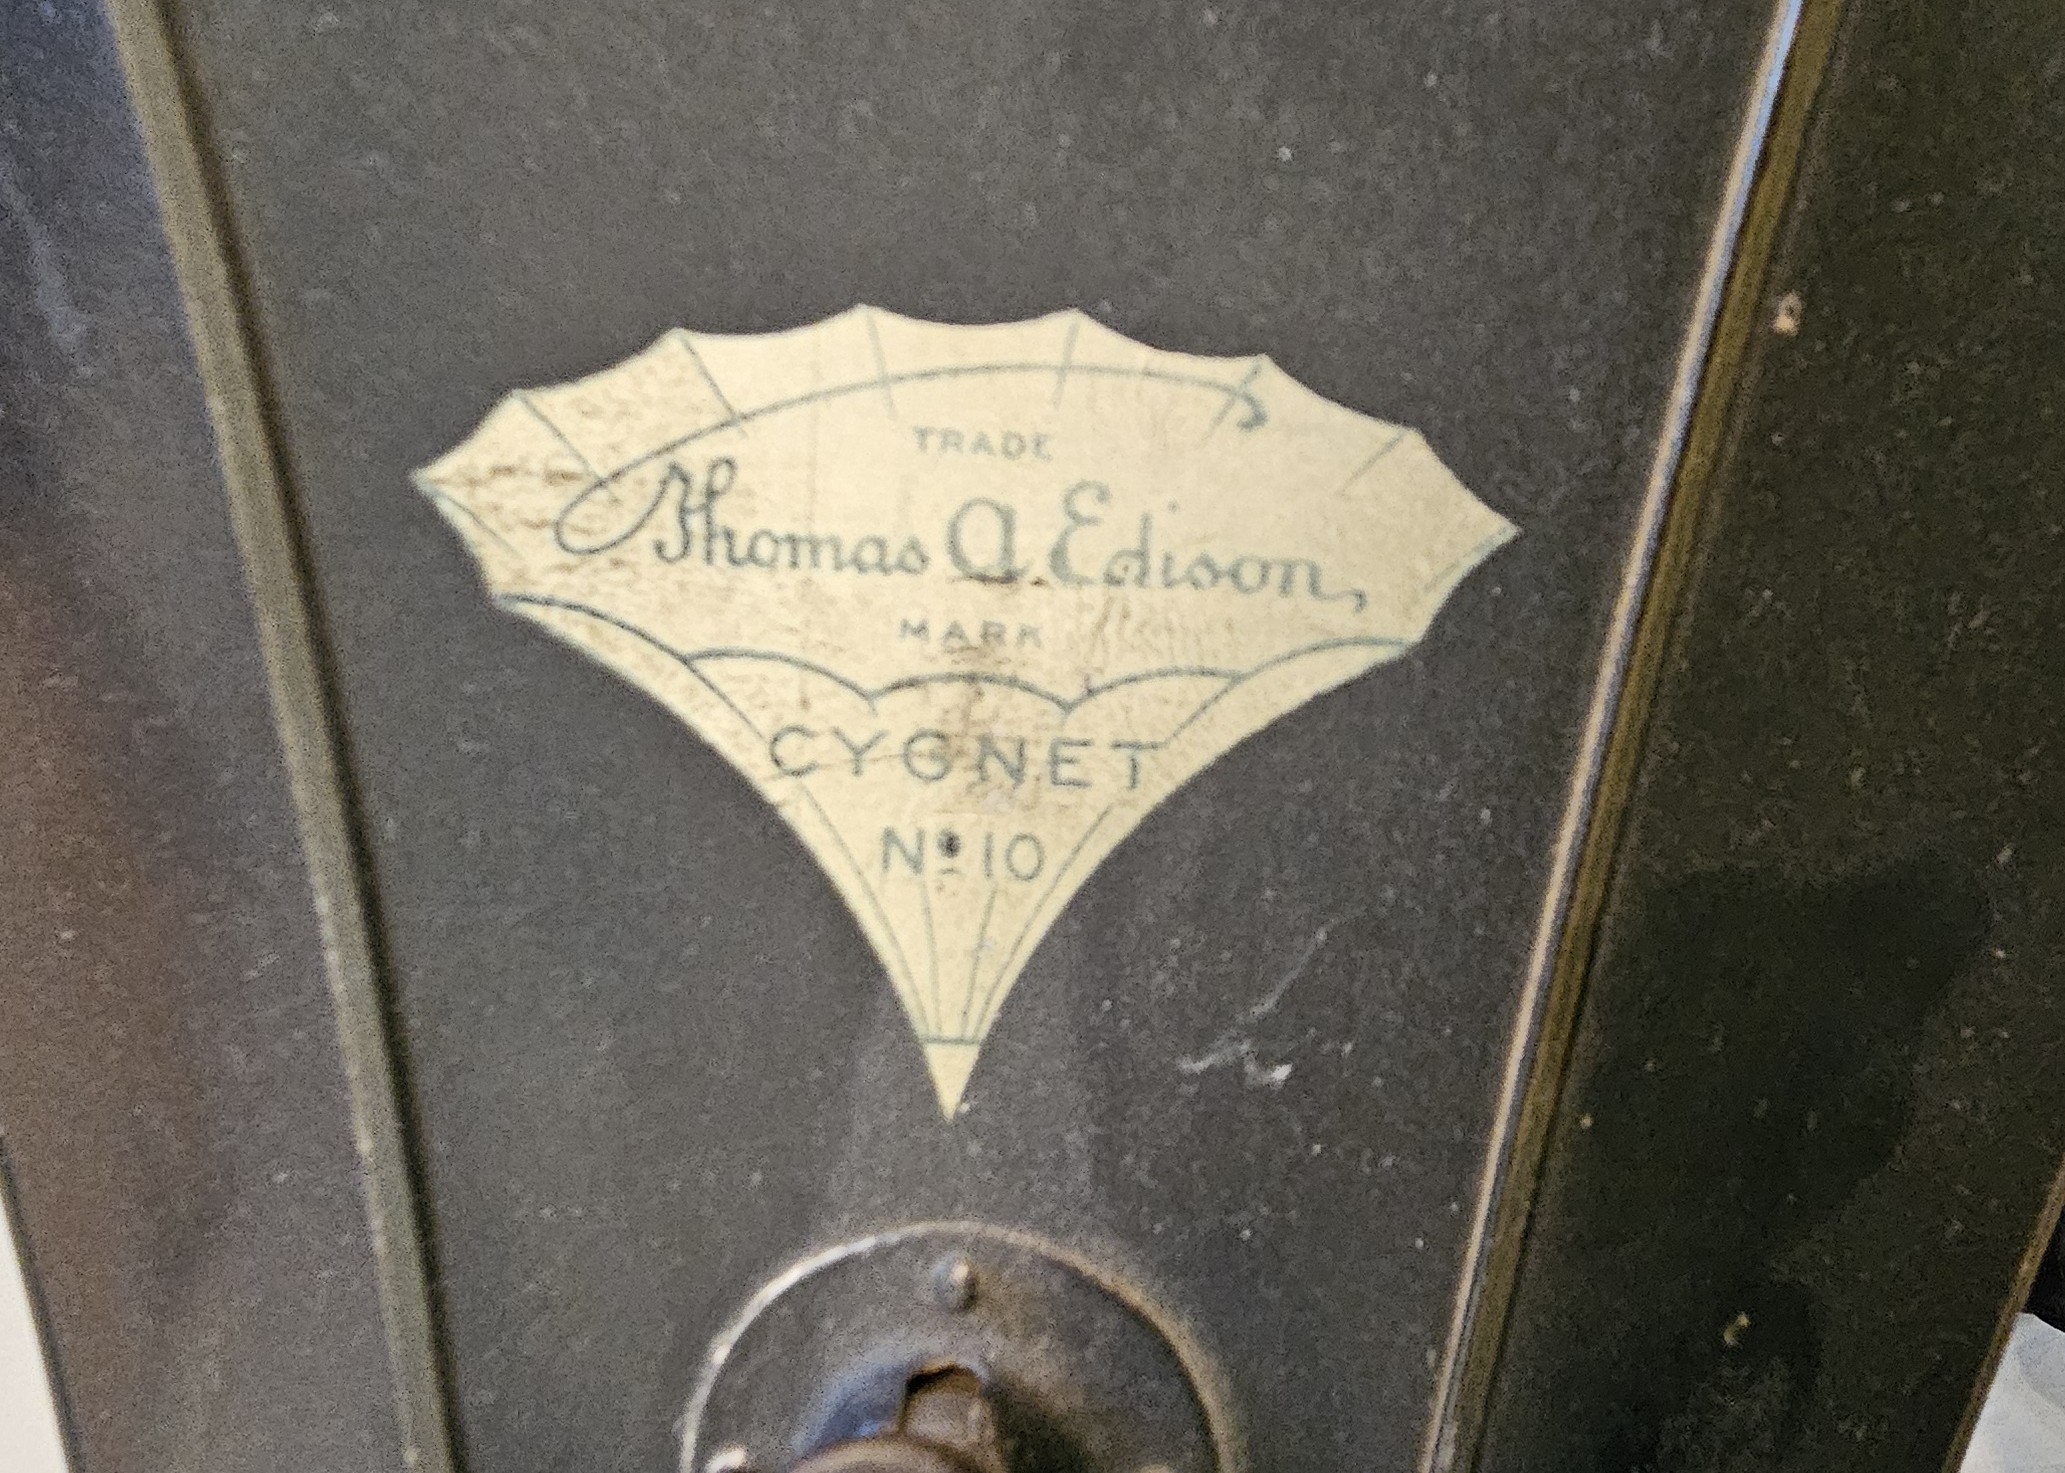 TRADE
Thomas A. Edison
MARK
CYGNET
No 10